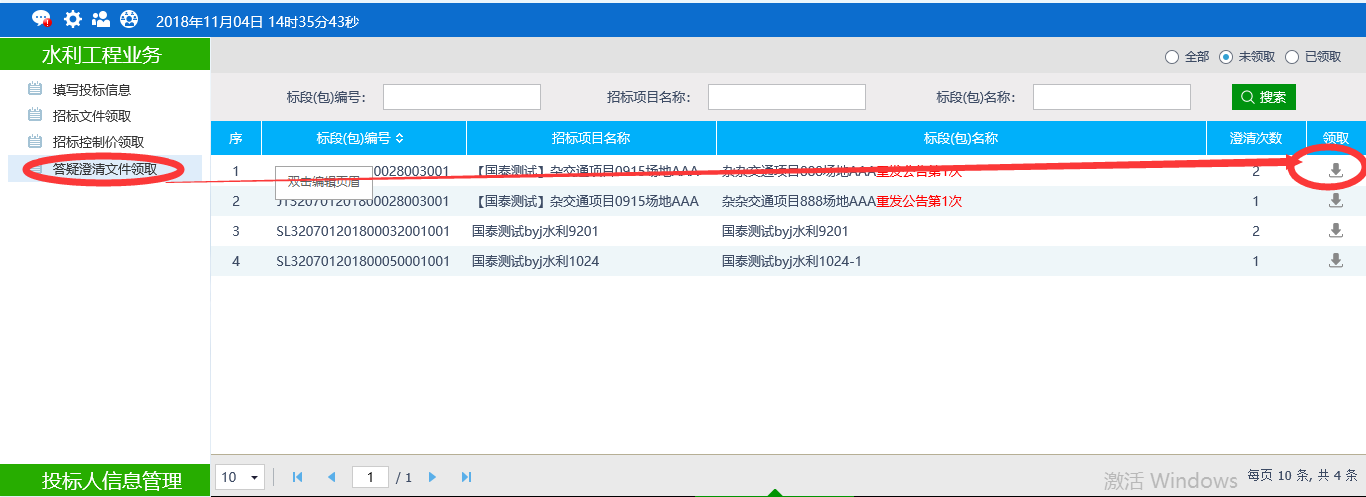 2018年11月04日 14时35分43秒
水利工程业务
全部 未领取 已领取
填写投标信息
标段(包)编号: 招标项目名称: 标段(包)名称: 搜索
招标文件领取
招标控制价领取
答疑澄清文件领取
序 标段(包)编号 招标项目名称 标段(包)名称 澄清次数 领取
1 0028003001 【国泰测试】杂交通项目0915场地AAA 杂杂交通项目888场地AAA重发公告第1次 2
双击编辑页眉
2 JT320701201800028003001 【国泰测试】杂交通项目0915场地AAA 杂杂交通项目888场地AAA重发公告第1次 1
3 SL320701201800032001001 国泰测试byj水利9201 国泰测试byj水利9201 2
4 SL320701201800050001001 国泰测试byj水利1024 国泰测试byj水利1024-1 1
投标人信息管理
10 1 / 1 激活 Windows 每页 10 条, 共 4 条